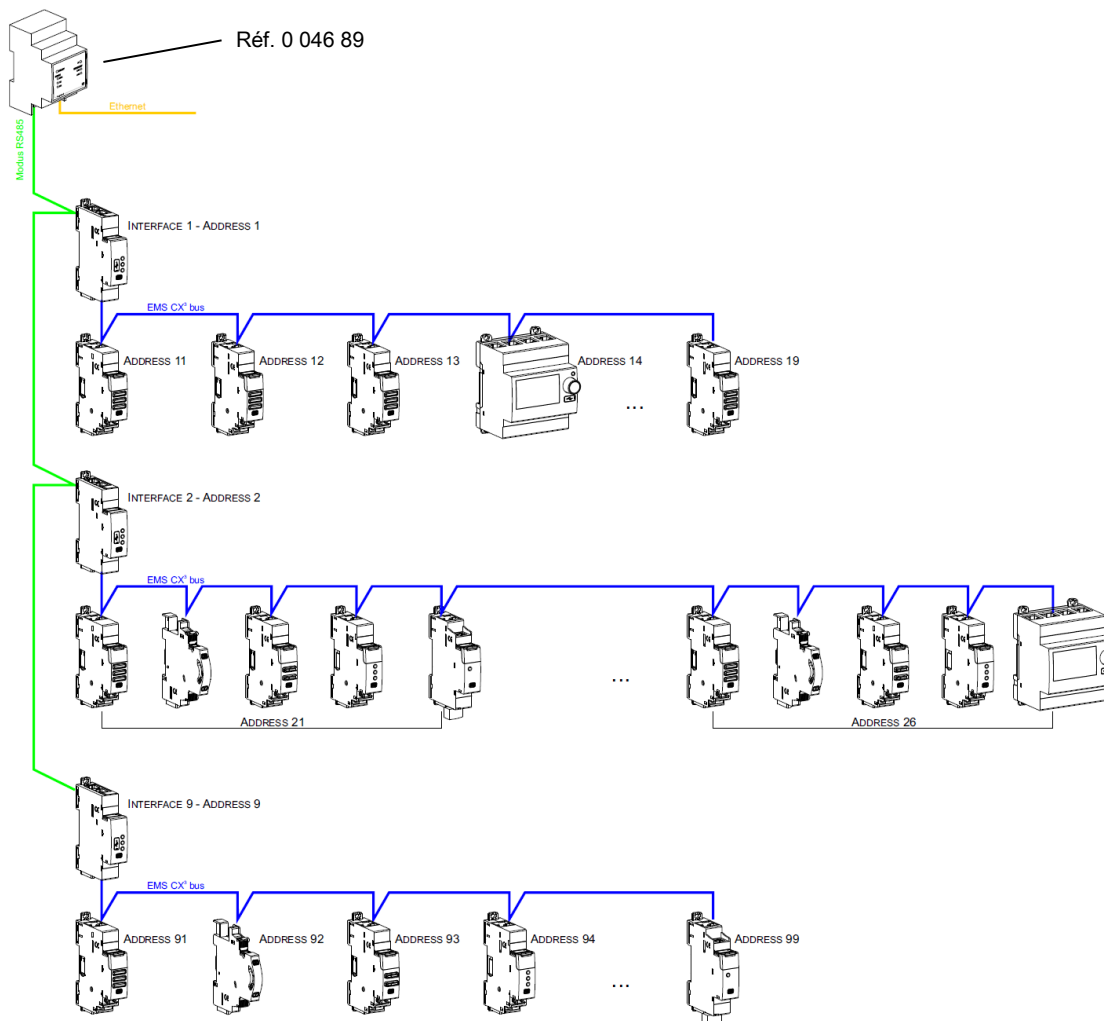 Réf. 0 046 89
Ethernet
Modus RS485
INTERFACE 1 - ADDRESS 1
EMS CX³ bus
ADDRESS 11
ADDRESS 12
ADDRESS 13
ADDRESS 14
ADDRESS 19
...
INTERFACE 2 - ADDRESS 2
EMS CX³ bus
...
ADDRESS 21
ADDRESS 26
INTERFACE 9 - ADDRESS 9
EMS CX³ bus
ADDRESS 91
ADDRESS 92
ADDRESS 93
ADDRESS 94
ADDRESS 99
...